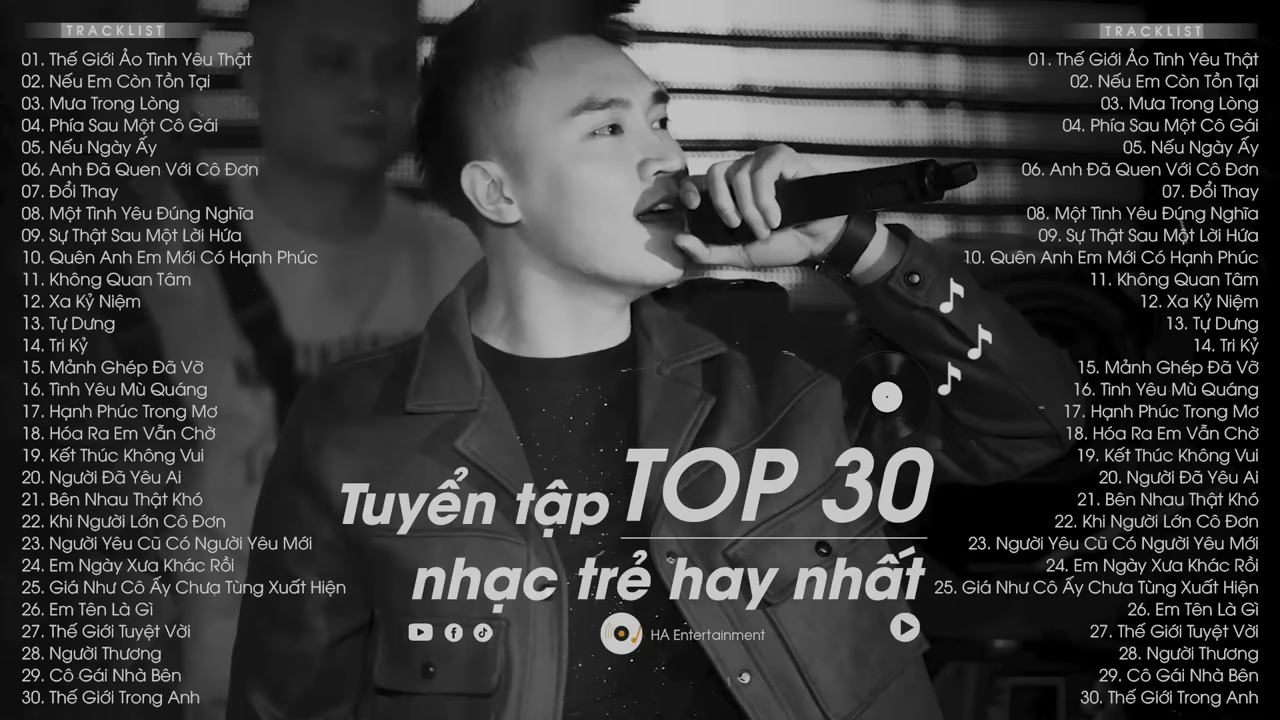 TRACKLIST
01. Thế Giới Ảo Tình Yêu Thật
02. Nếu Em Còn Tồn Tại
03. Mưa Trong Lòng
04. Phía Sau Một Cô Gái
05. Nếu Ngày Ấy
06. Anh Đã Quen Với Cô Đơn
07. Đổi Thay
08. Một Tình Yêu Đúng Nghĩa
09. Sự Thật Sau Một Lời Hứa
10. Quên Anh Em Mới Có Hạnh Phúc
11. Không Quan Tâm
12. Xa Kỷ Niệm
13. Tự Dưng
14. Tri Kỷ
15. Mảnh Ghép Đã Vỡ
16. Tình Yêu Mù Quáng
17. Hạnh Phúc Trong Mơ
18. Hóa Ra Em Vẫn Chờ
19. Kết Thúc Không Vui
20. Người Đã Yêu Ai
21. Bên Nhau Thật Khó
22. Khi Người Lớn Cô Đơn
23. Người Yêu Cũ Có Người Yêu Mới
24. Em Ngày Xưa Khác Rồi
25. Giá Như Cô Ấy Chưa Từng Xuất Hiện
26. Em Tên Là Gì
27. Thế Giới Tuyệt Vời
28. Người Thương
29. Cô Gái Nhà Bên
30. Thế Giới Trong Anh
Tuyển tập TOP 30
nhạc trẻ hay nhất
HA Entertainment
TRACKLIST
01. Thế Giới Ảo Tình Yêu Thật
02. Nếu Em Còn Tồn Tại
03. Mưa Trong Lòng
04. Phía Sau Một Cô Gái
05. Nếu Ngày Ấy
06. Anh Đã Quen Với Cô Đơn
07. Đổi Thay
08. Một Tình Yêu Đúng Nghĩa
09. Sự Thật Sau Một Lời Hứa
10. Quên Anh Em Mới Có Hạnh Phúc
11. Không Quan Tâm
12. Xa Kỷ Niệm
13. Tự Dưng
14. Tri Kỷ
15. Mảnh Ghép Đã Vỡ
16. Tình Yêu Mù Quáng
17. Hạnh Phúc Trong Mơ
18. Hóa Ra Em Vẫn Chờ
19. Kết Thúc Không Vui
20. Người Đã Yêu Ai
21. Bên Nhau Thật Khó
22. Khi Người Lớn Cô Đơn
23. Người Yêu Cũ Có Người Yêu Mới
24. Em Ngày Xưa Khác Rồi
25. Giá Như Cô Ấy Chưa Từng Xuất Hiện
26. Em Tên Là Gì
27. Thế Giới Tuyệt Vời
28. Người Thương
29. Cô Gái Nhà Bên
30. Thế Giới Trong Anh